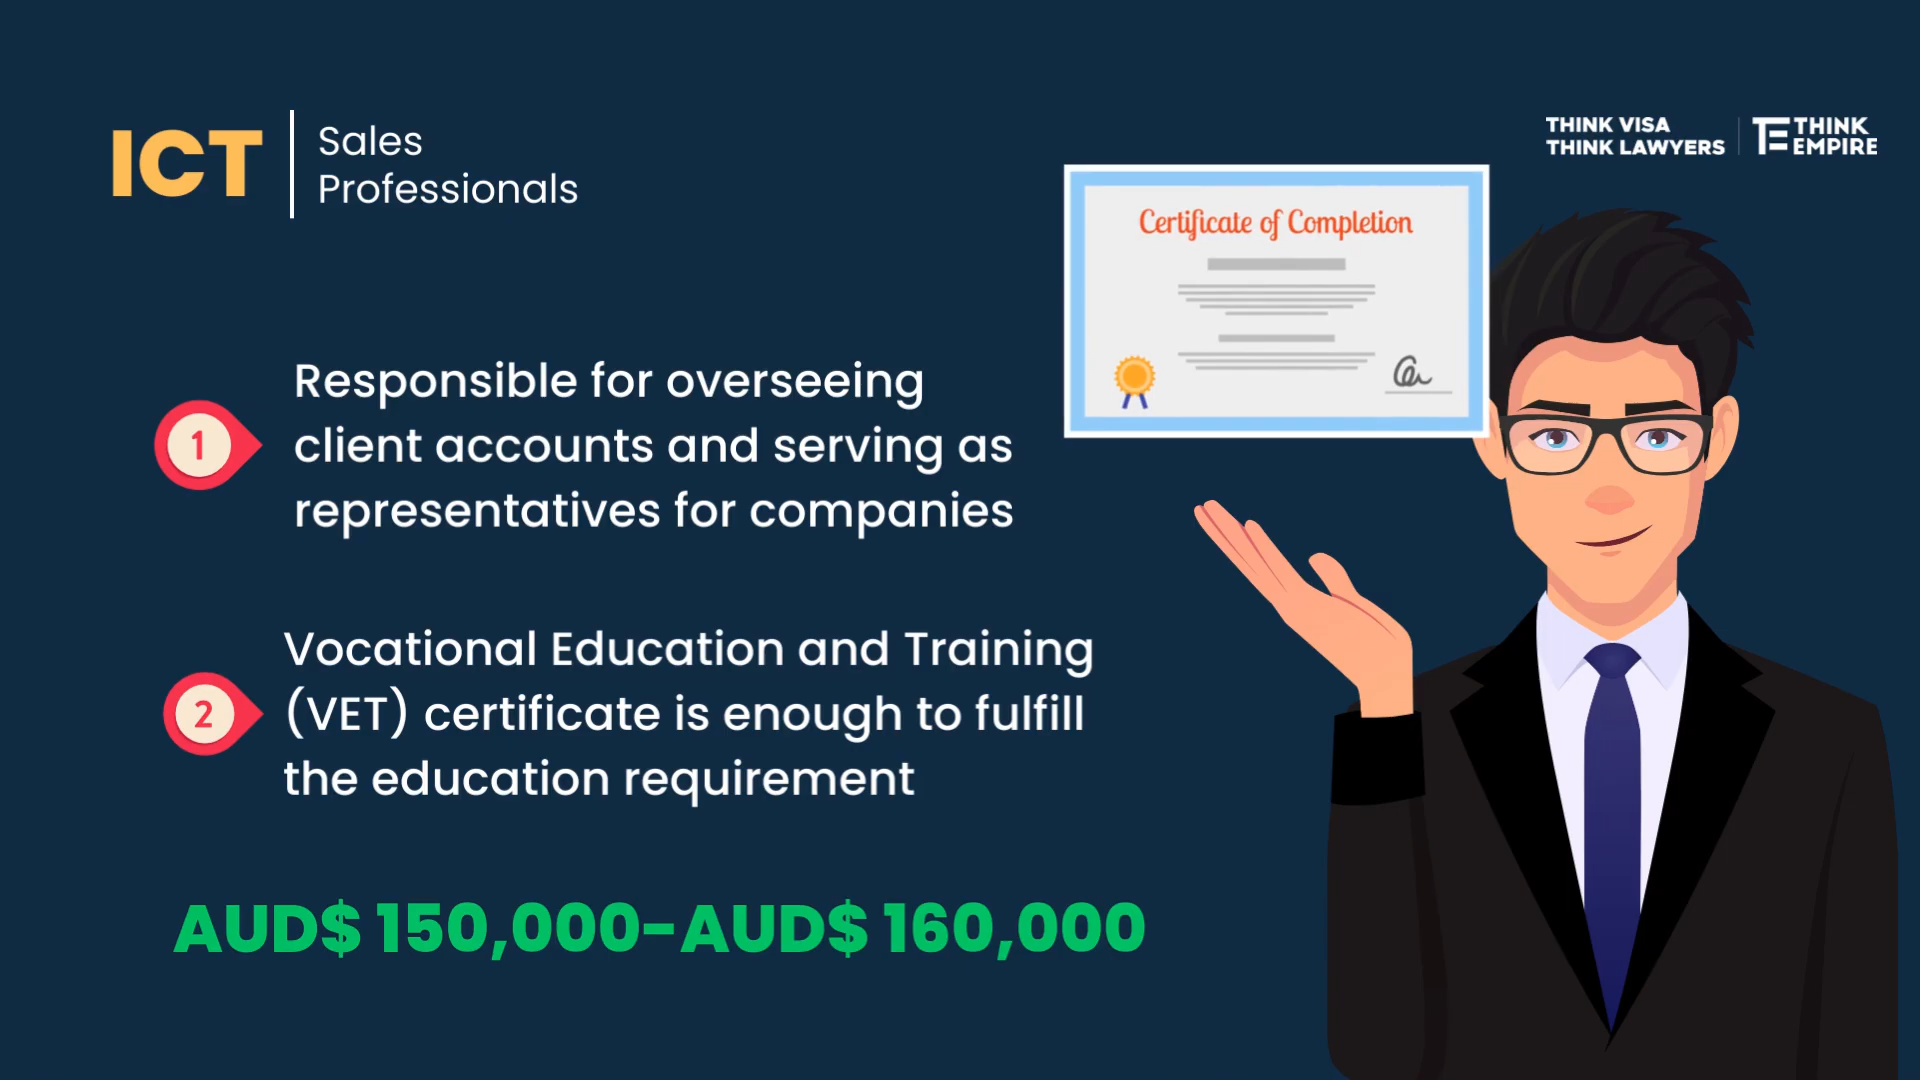 ICT
Sales
Professionals
THINK VISA
THINK LAWYERS
THINK
EMPIRE
Certificate of Completion
1
Responsible for overseeing
client accounts and serving as
representatives for companies
2
Vocational Education and Training
(VET) certificate is enough to fulfill
the education requirement
AUD$ 150,000-AUD$ 160,000